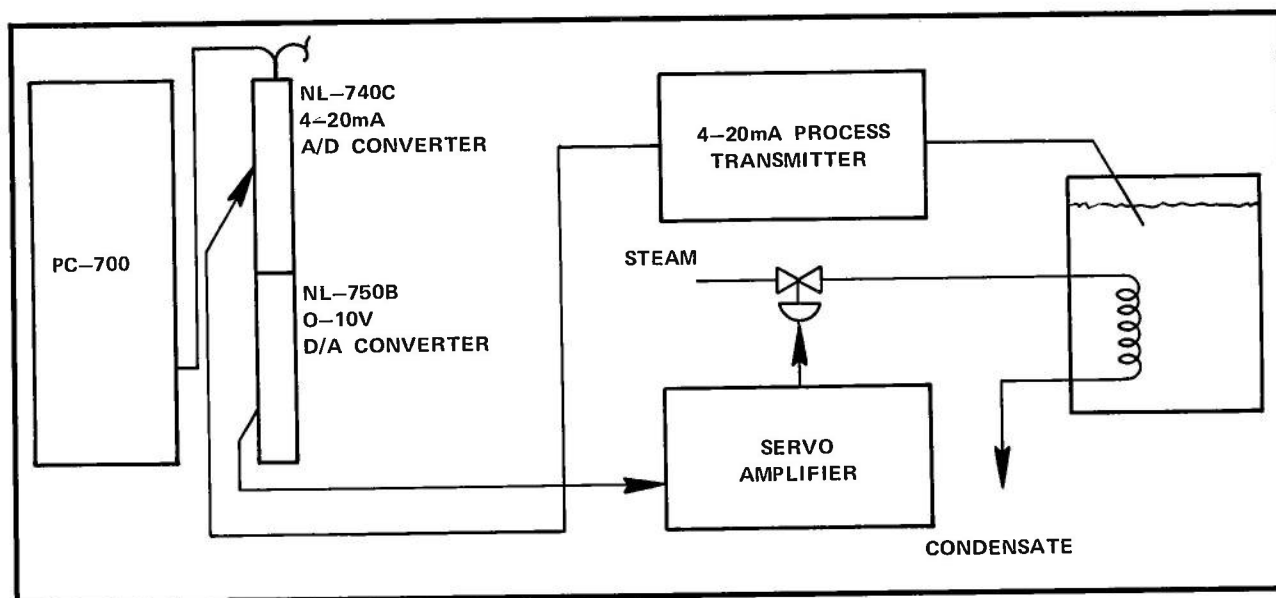 PC–700
NL–740C
4–20mA
A/D CONVERTER
NL–750B
0–10V
D/A CONVERTER
4–20mA PROCESS
TRANSMITTER
STEAM
SERVO
AMPLIFIER
CONDENSATE